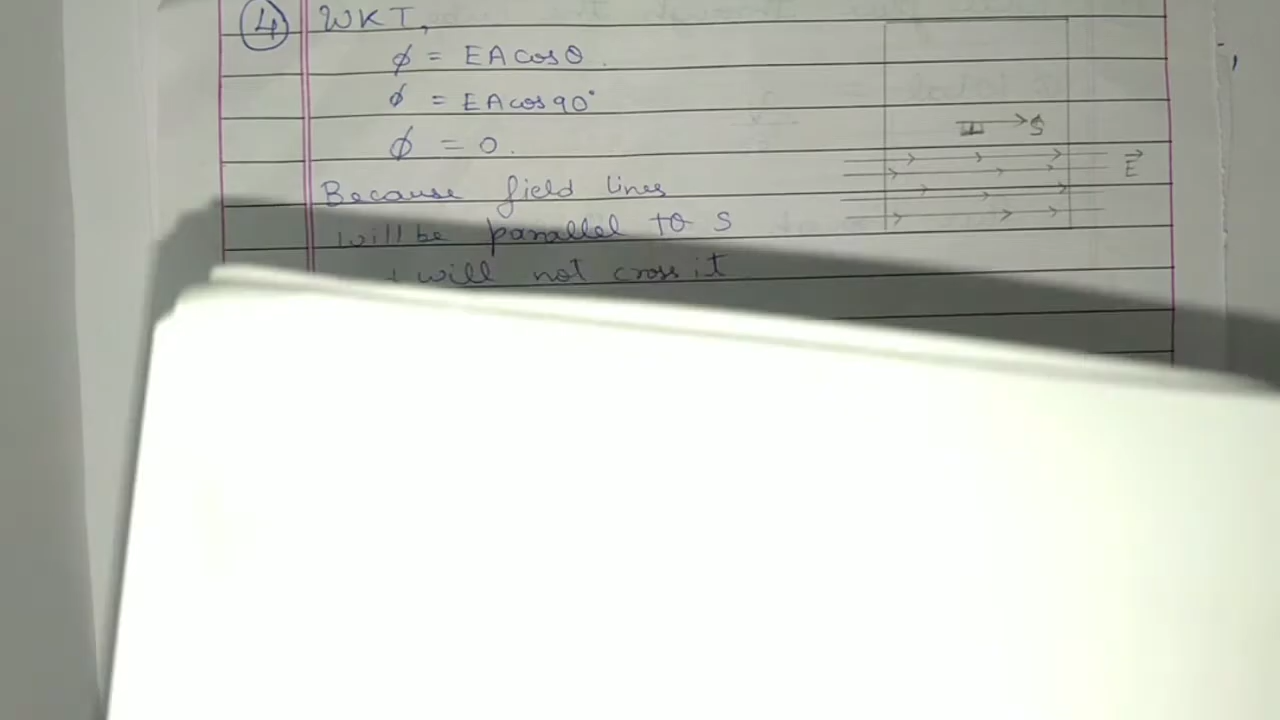 ④ WKT,
ϕ = EA cos θ.
ϕ = EA cos 90°
ϕ = 0.
S
E⃗
Because field lines
will be parallel to S
will not cross it